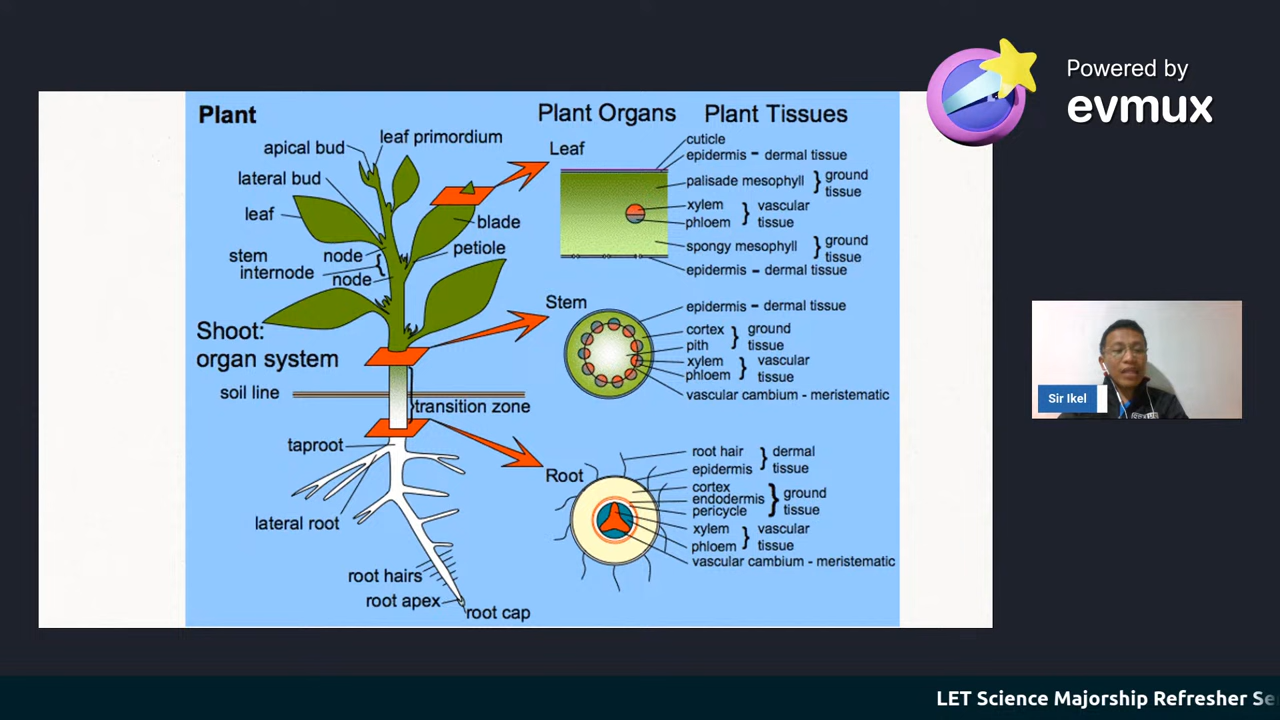 Powered by
evmux
Plant
Plant Organs
Plant Tissues
leaf primordium
apical bud
lateral bud
leaf
blade
petiole
stem
internode
node
node
Shoot:
organ system
soil line
transition zone
taproot
lateral root
root hairs
root apex
root cap
Leaf
cuticle
epidermis - dermal tissue
palisade mesophyll } ground
tissue
xylem
phloem } vascular
tissue
spongy mesophyll } ground
tissue
epidermis - dermal tissue
Stem
epidermis - dermal tissue
cortex
pith } ground
tissue
xylem
phloem } vascular
tissue
vascular cambium - meristematic
Root
root hair
epidermis } dermal
tissue
cortex
endodermis
pericycle } ground
tissue
xylem
phloem } vascular
tissue
vascular cambium - meristematic
Sir Ikel
LET Science Majorship Refresher Se